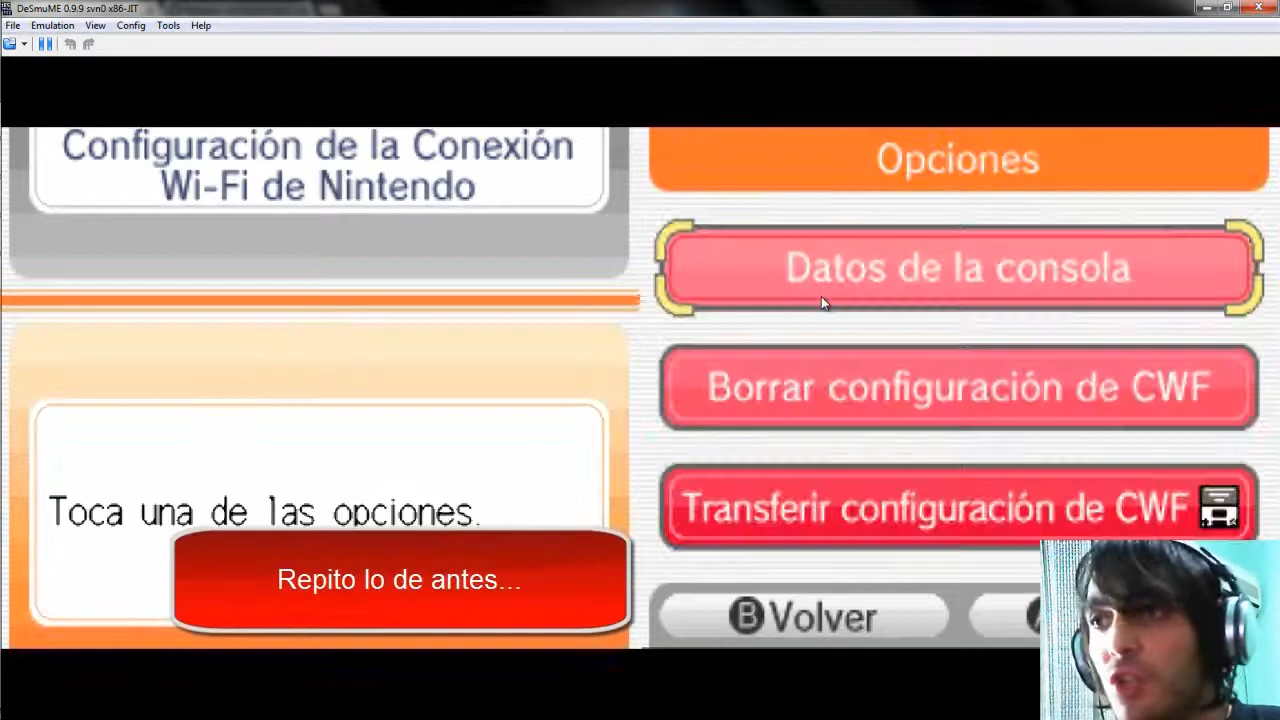 DeSmuME 0.9.9 svn0 x86-JIT
File Emulation View Config Tools Help
Configuración de la Conexión
Wi-Fi de Nintendo
Toca una de las opciones.
Repito lo de antes...
Opciones
Datos de la consola
Borrar configuración de CWF
Transferir configuración de CWF
B Volver